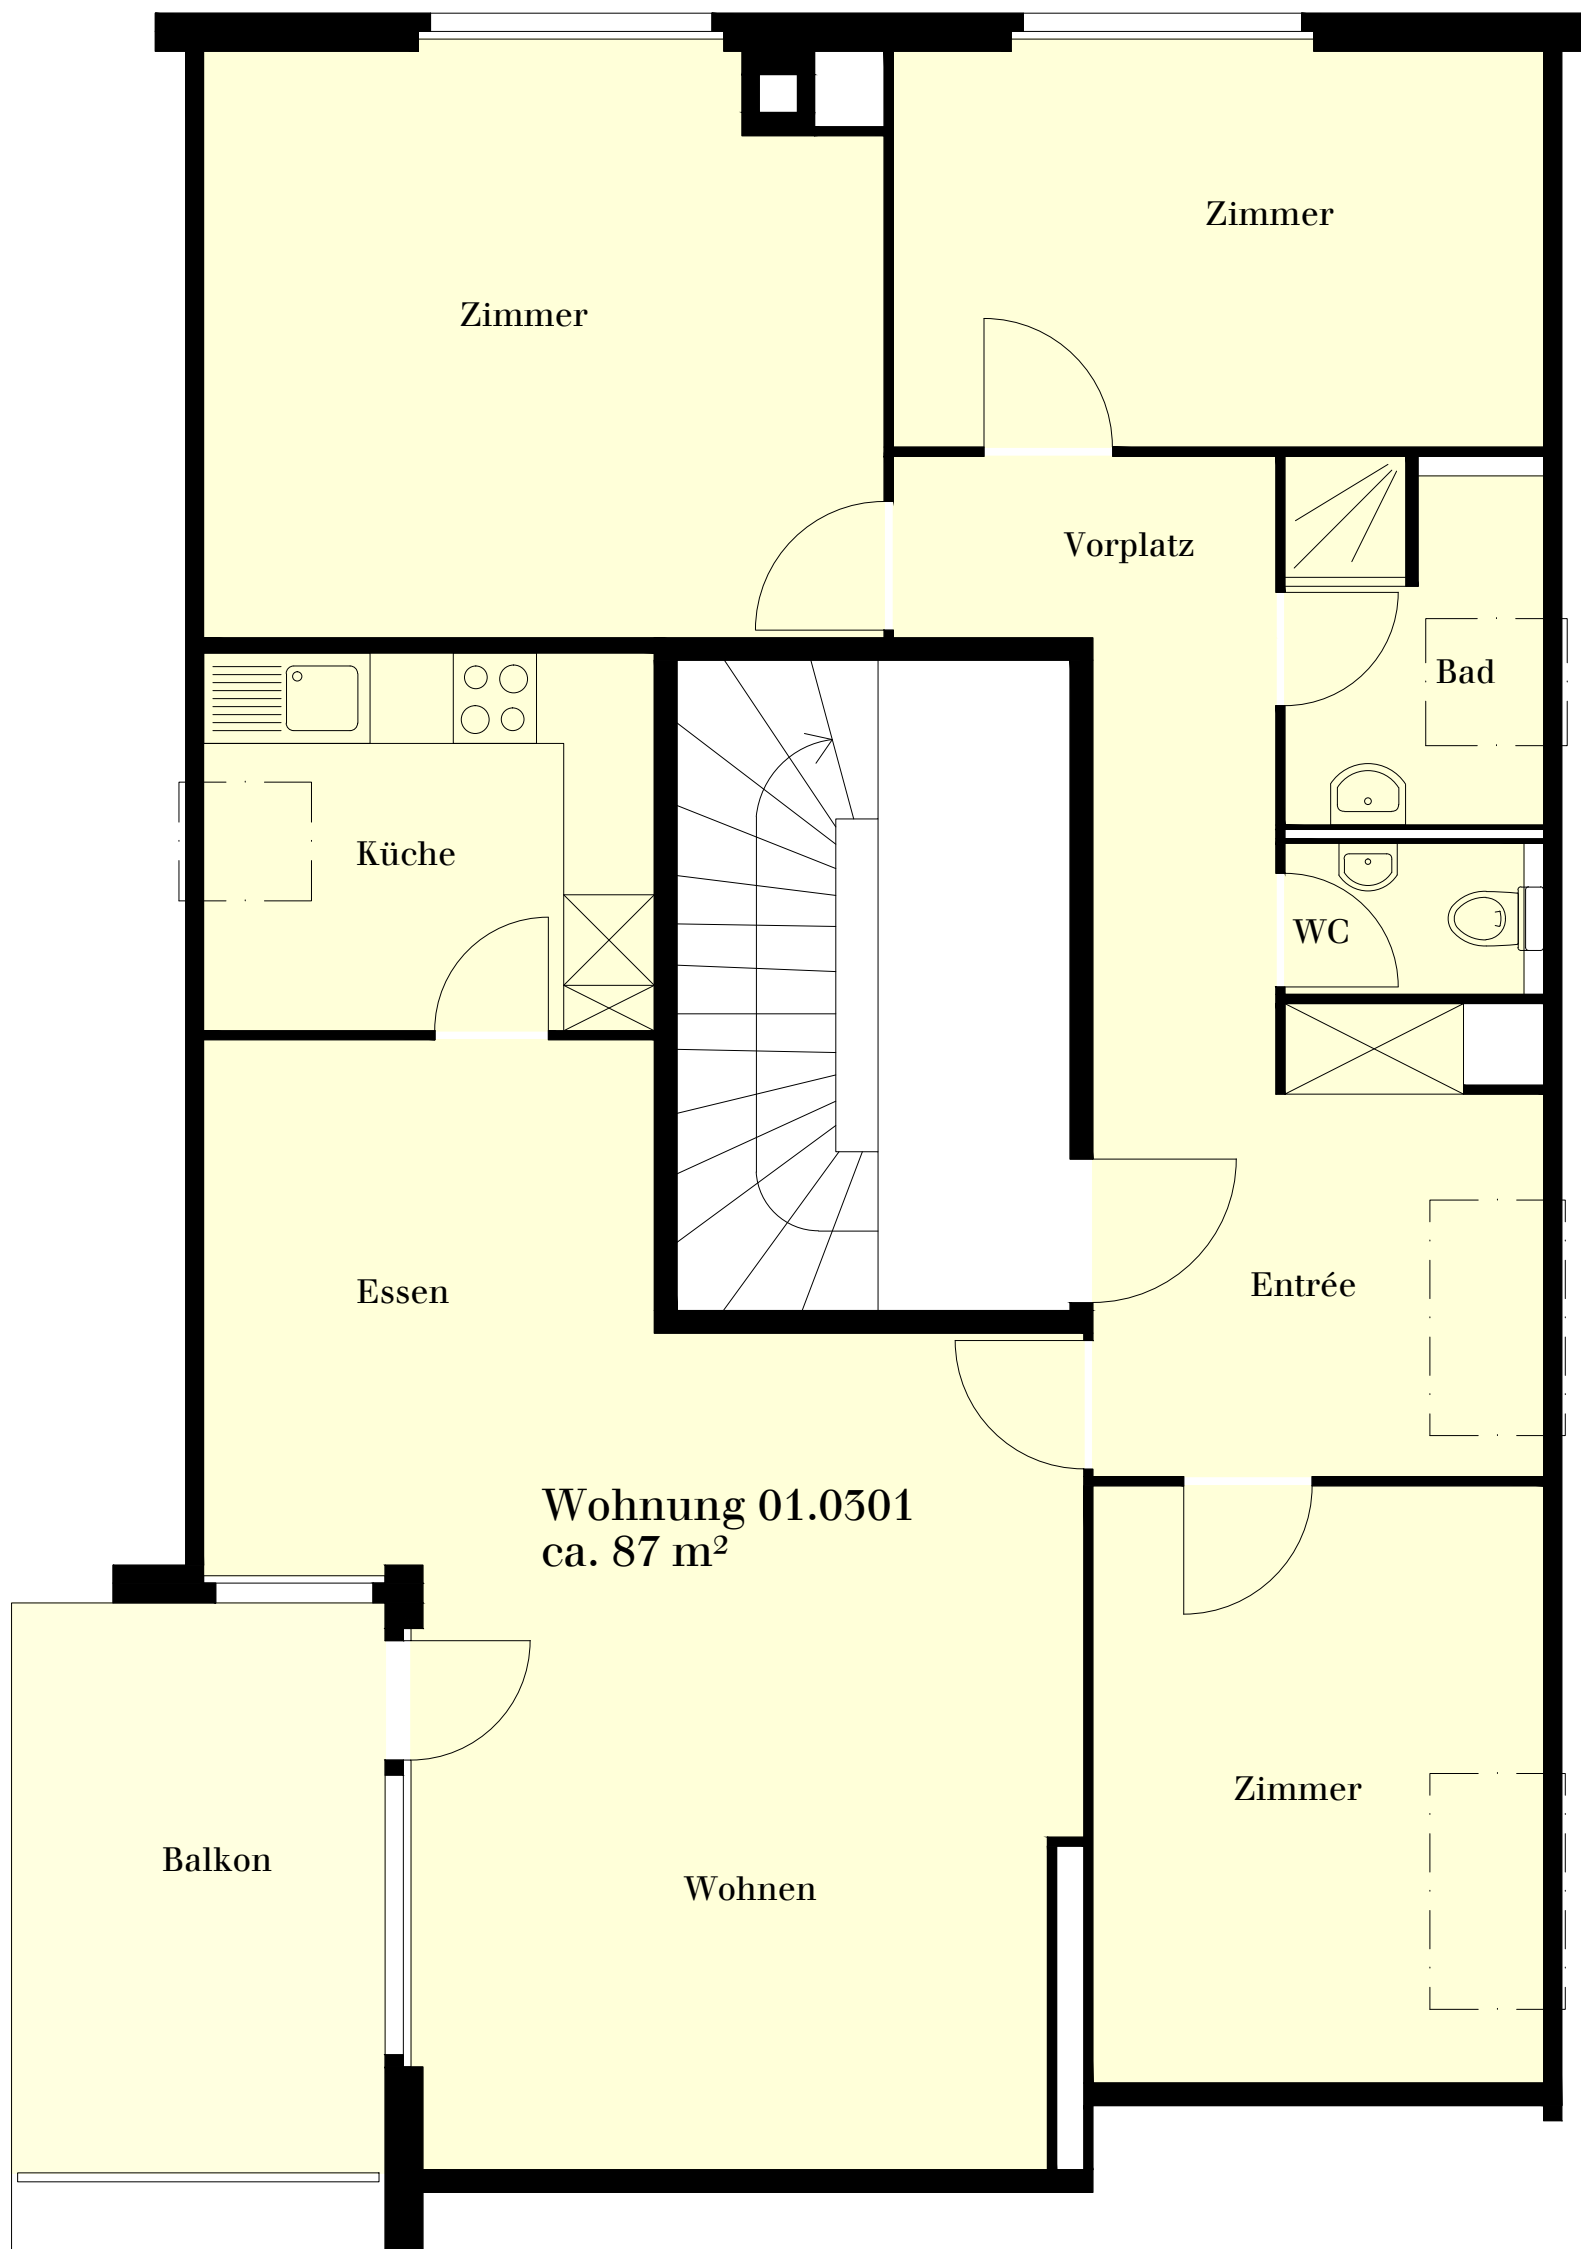 Zimmer
Zimmer
Vorplatz
Bad
Küche
WC
Entrée
Essen
Wohnung 01.0301
ca. 87 m²
Zimmer
Balkon
Wohnen